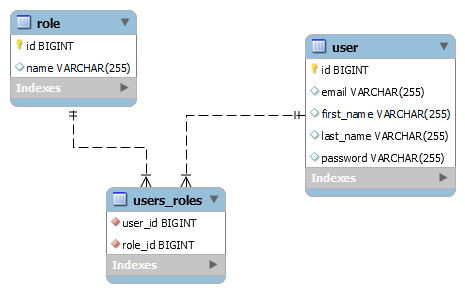 role
id BIGINT
name VARCHAR(255)
Indexes
user
id BIGINT
email VARCHAR(255)
first_name VARCHAR(255)
last_name VARCHAR(255)
password VARCHAR(255)
Indexes
users_roles
user_id BIGINT
role_id BIGINT
Indexes